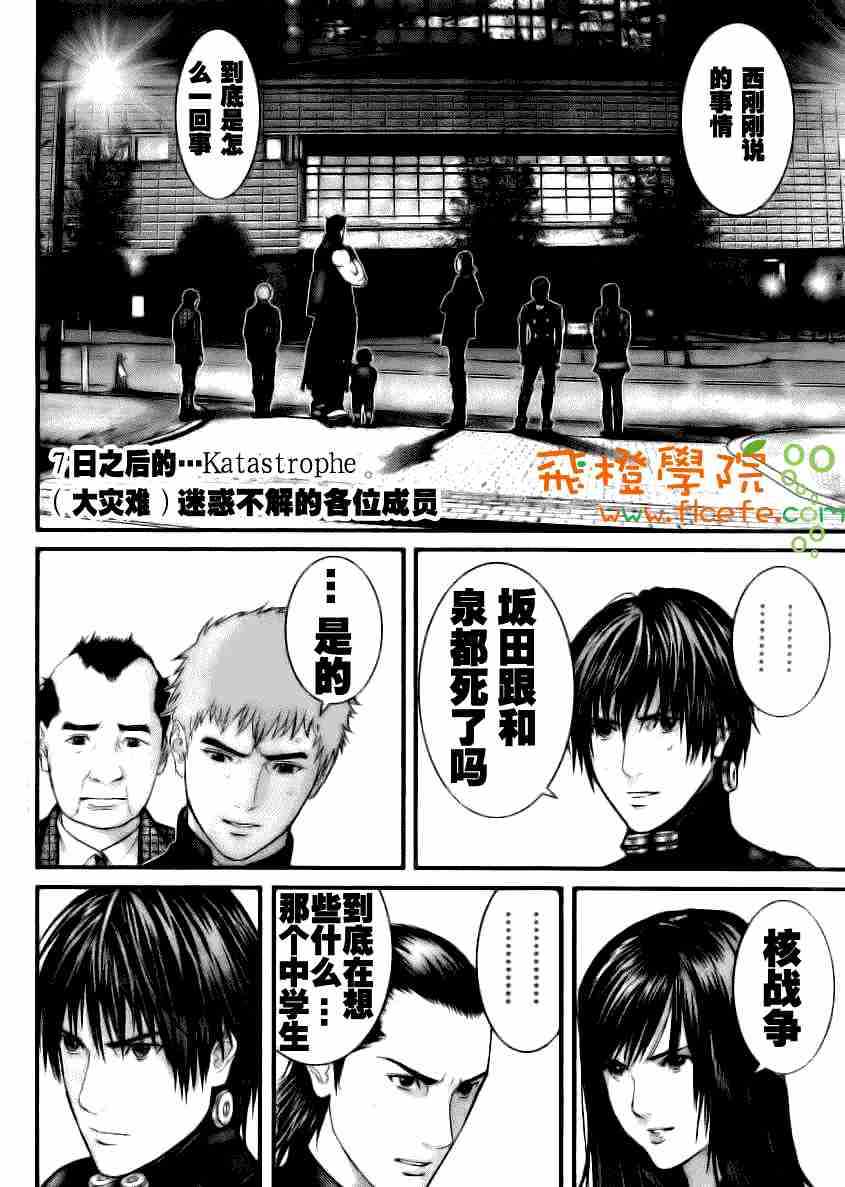 西刚刚说
的事情
到底是怎
么一回事
7日之后的…Katastrophe。
（大灾难）迷惑不解的各位成员
飛橙學院
www.flcefe.com
…………
坂田跟和
泉都死了吗
…是的
核战争
…………
到底在想
些什么…
那个中学生